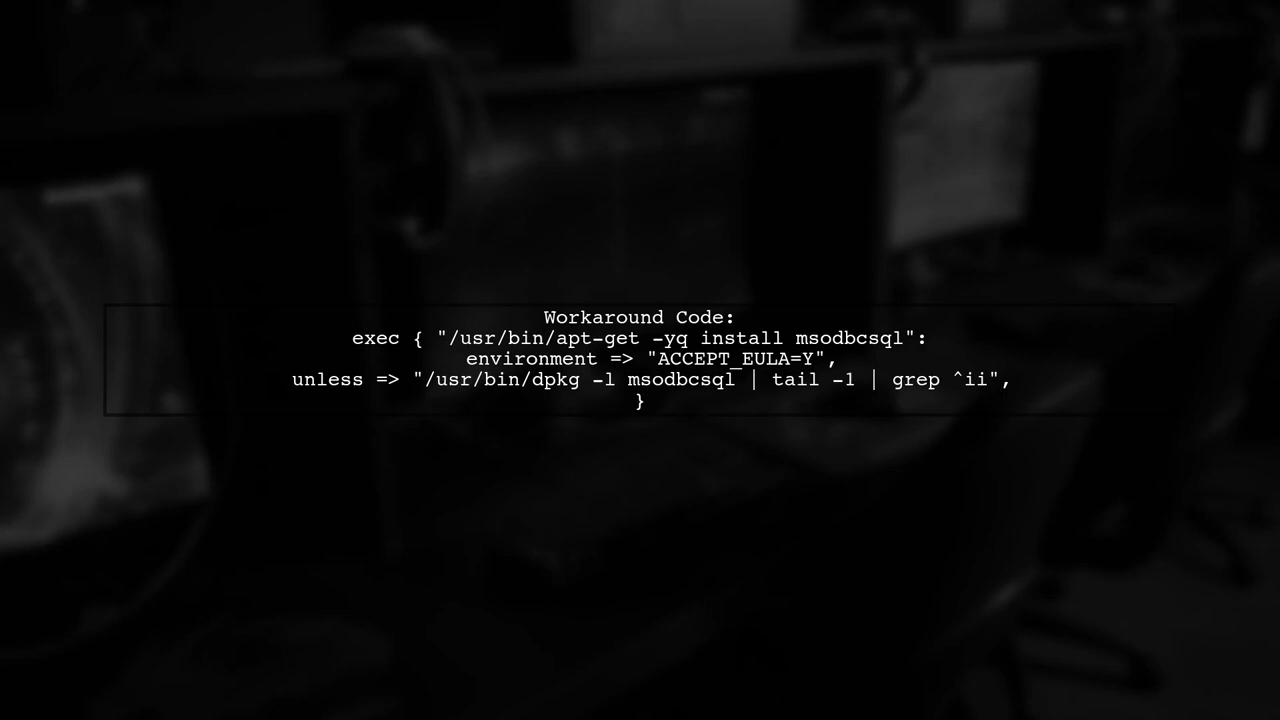 Workaround Code:
exec { "/usr/bin/apt-get -yq install msodbcsql":
environment => "ACCEPT_EULA=Y",
unless => "/usr/bin/dpkg -l msodbcsql | tail -1 | grep ^ii",
}